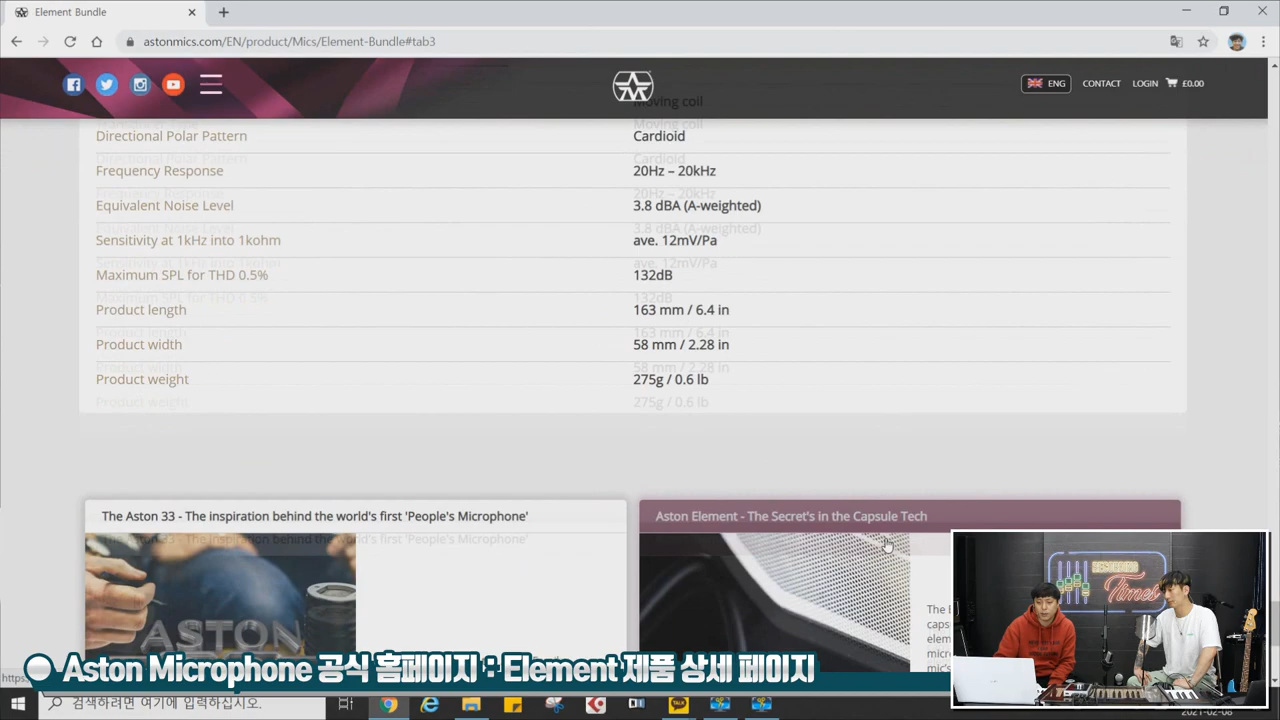 Element Bundle
astonmics.com/EN/product/Mics/Element-Bundle#tab3
ENG
CONTACT
LOGIN
£0.00
Moving coil
Directional Polar Pattern
Cardioid
Frequency Response
20Hz – 20kHz
Equivalent Noise Level
3.8 dBA (A-weighted)
Sensitivity at 1kHz into 1kohm
ave. 12mV/Pa
Maximum SPL for THD 0.5%
132dB
Product length
163 mm / 6.4 in
Product width
58 mm / 2.28 in
Product weight
275g / 0.6 lb
The Aston 33 - The inspiration behind the world's first 'People's Microphone'
Aston Element - The Secret's in the Capsule Tech
ASTON
Times
Aston Microphone 공식 홈페이지 : Element 제품 상세 페이지
검색하려면 여기에 입력하십시오.
2021-02-08